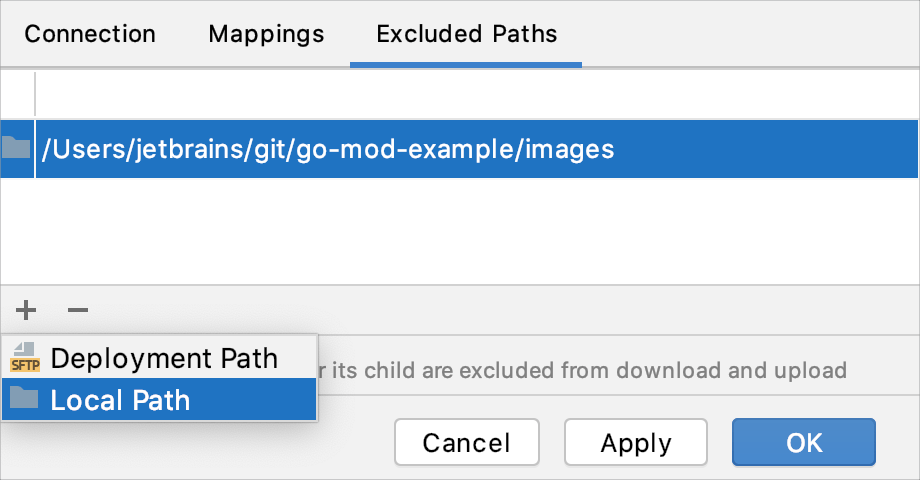 Connection Mappings Excluded Paths
/Users/jetbrains/git/go-mod-example/images
SFTP Deployment Path
Local Path
its child are excluded from download and upload
Cancel Apply OK